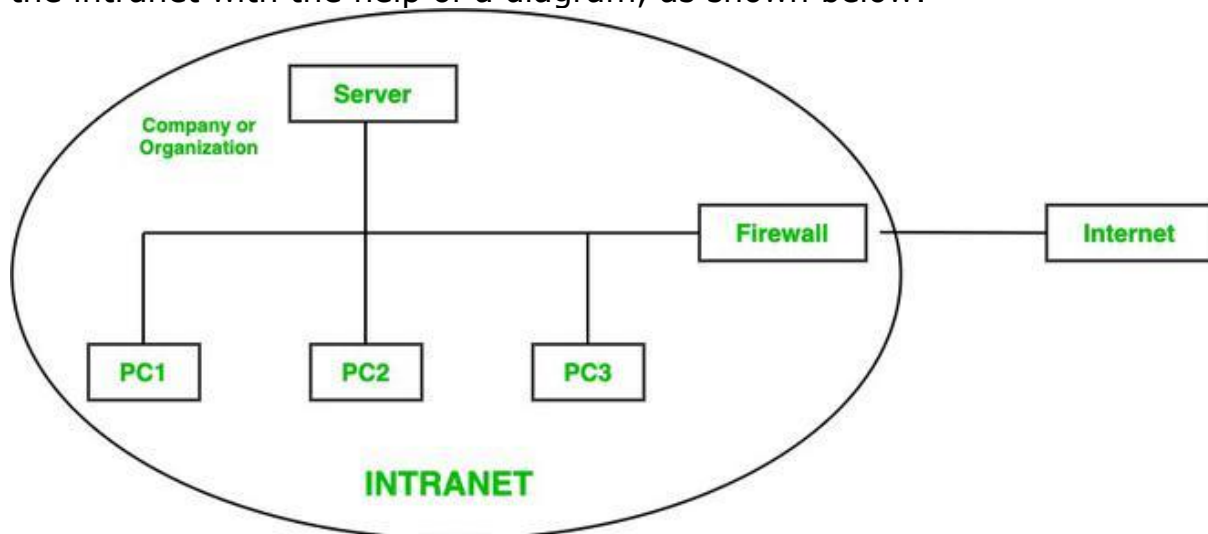 the intranet with the help of a diagram, as shown below:
Server
Company or
Organization
Firewall
Internet
PC1
PC2
PC3
INTRANET